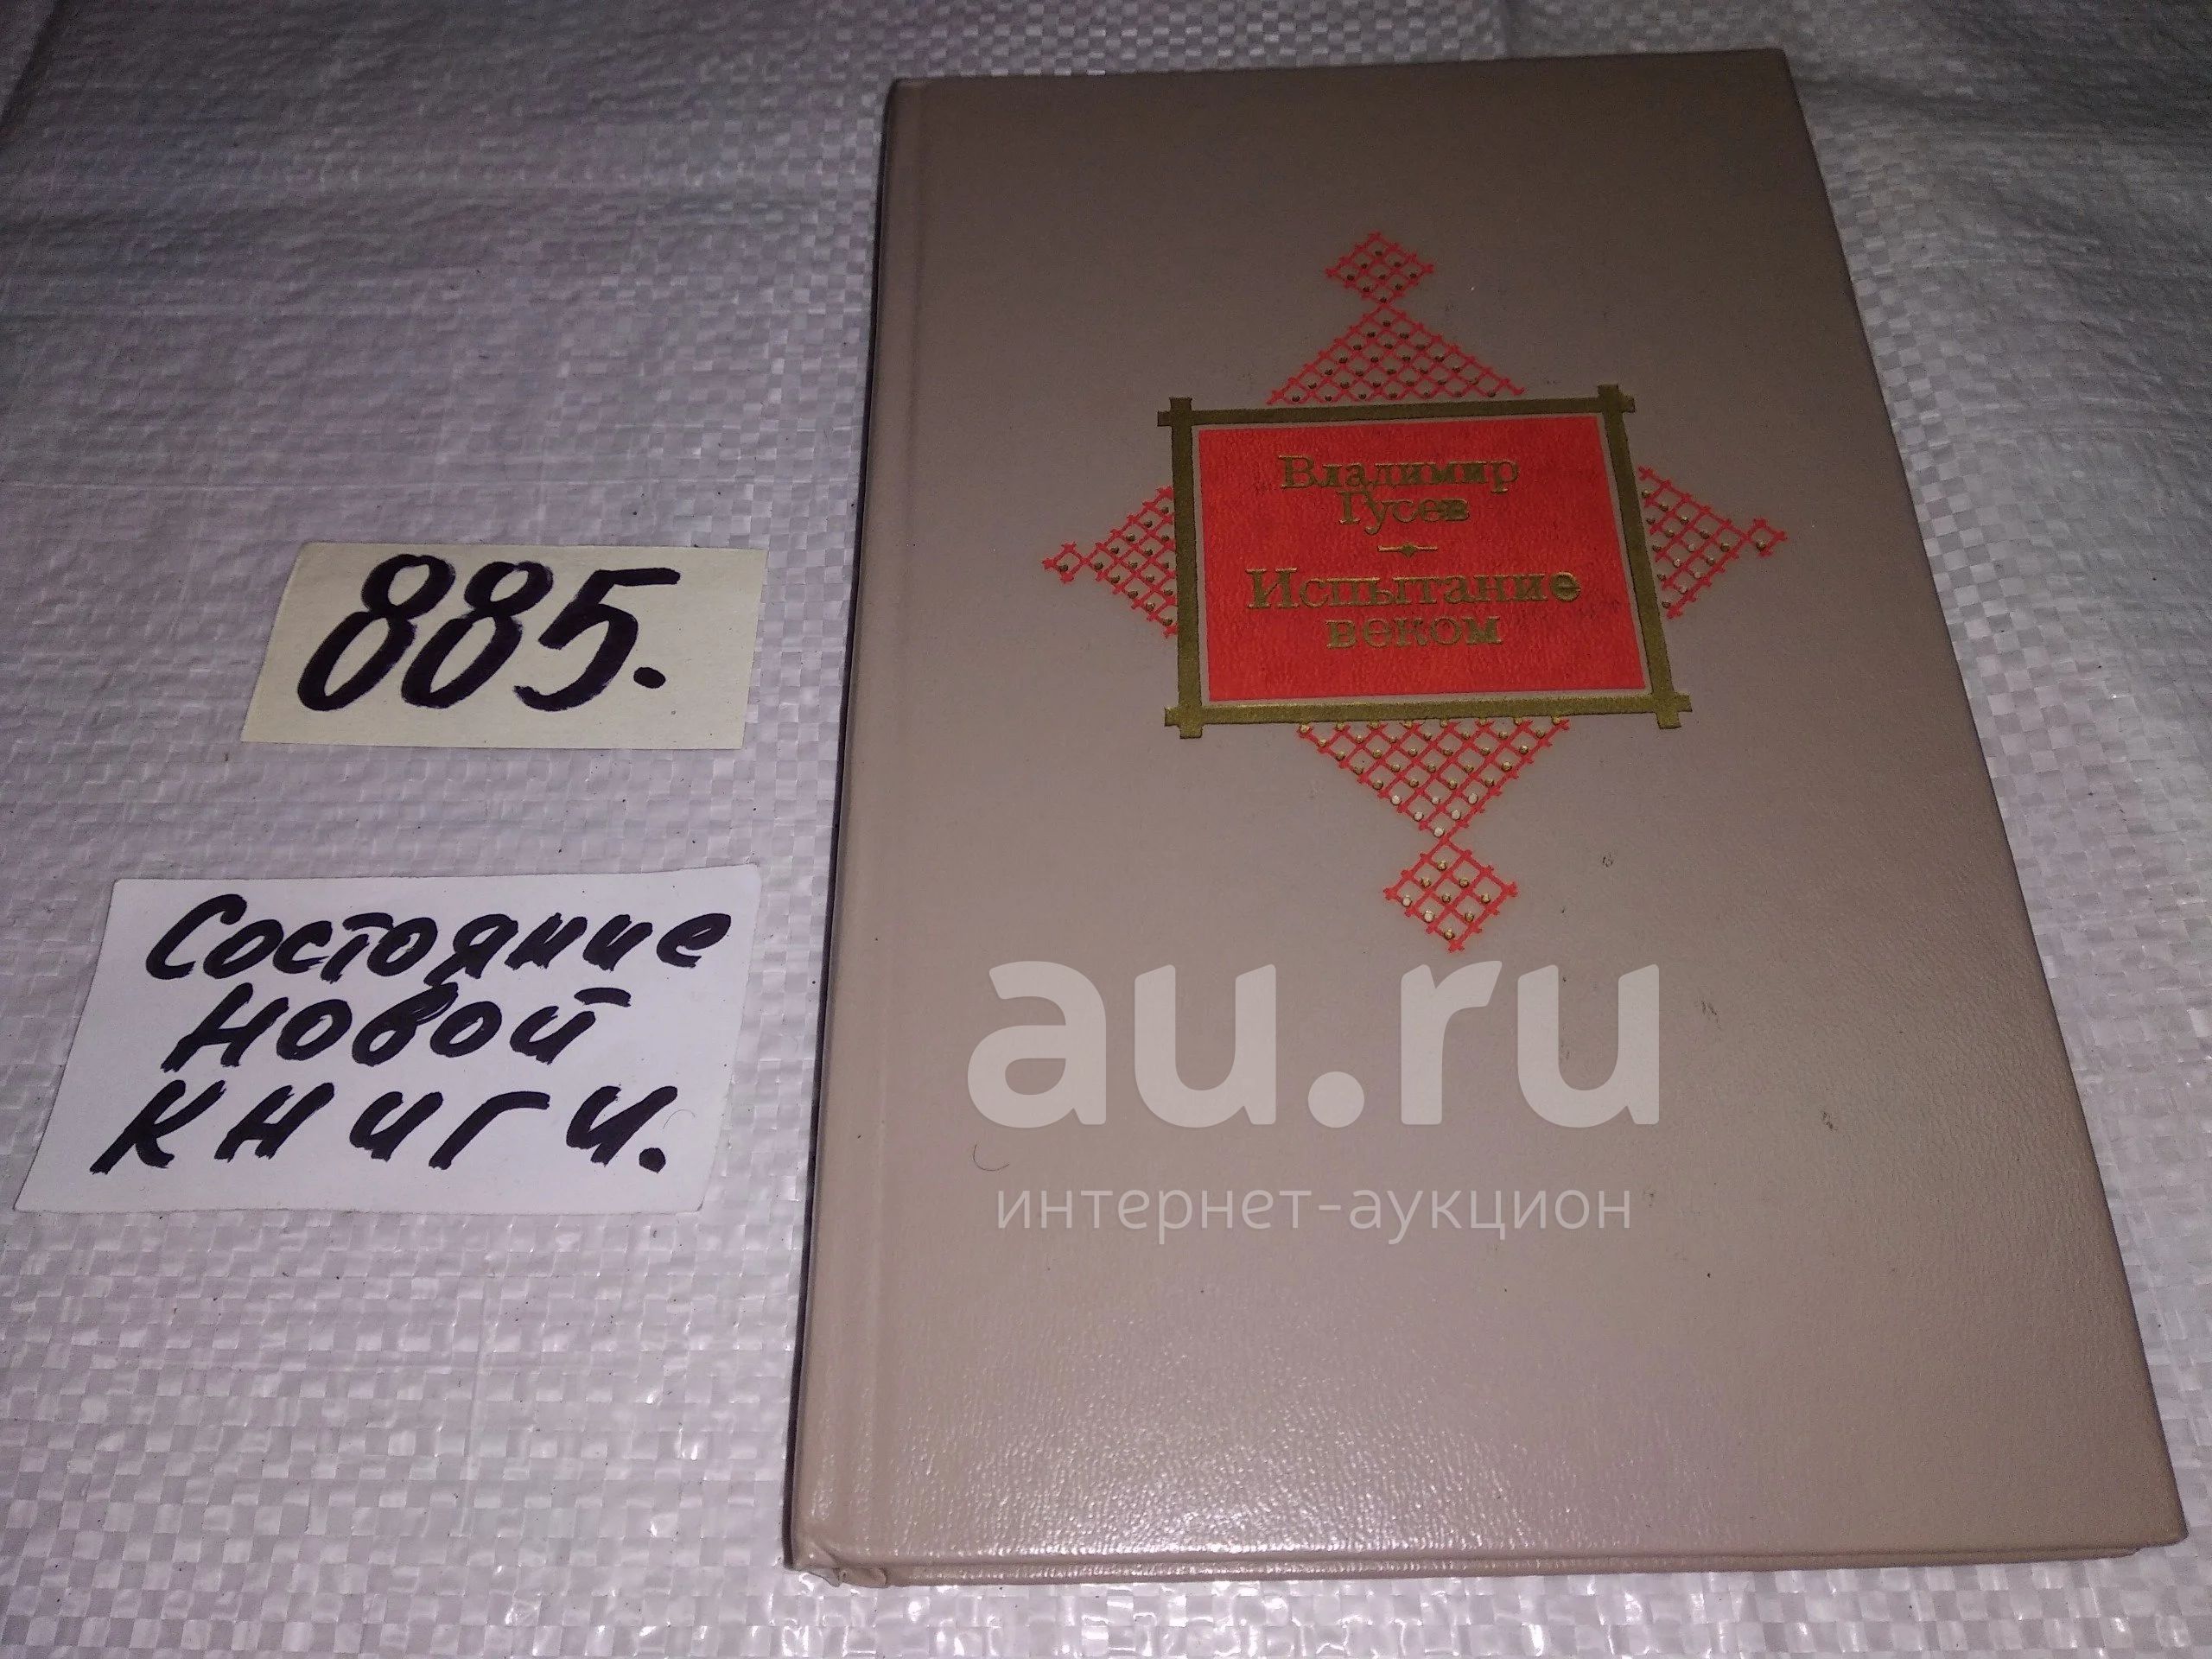 885.
Состояние
новой
книги.
Владимир
Гусев
Испытание
веком
au.ru
интернет-аукцион